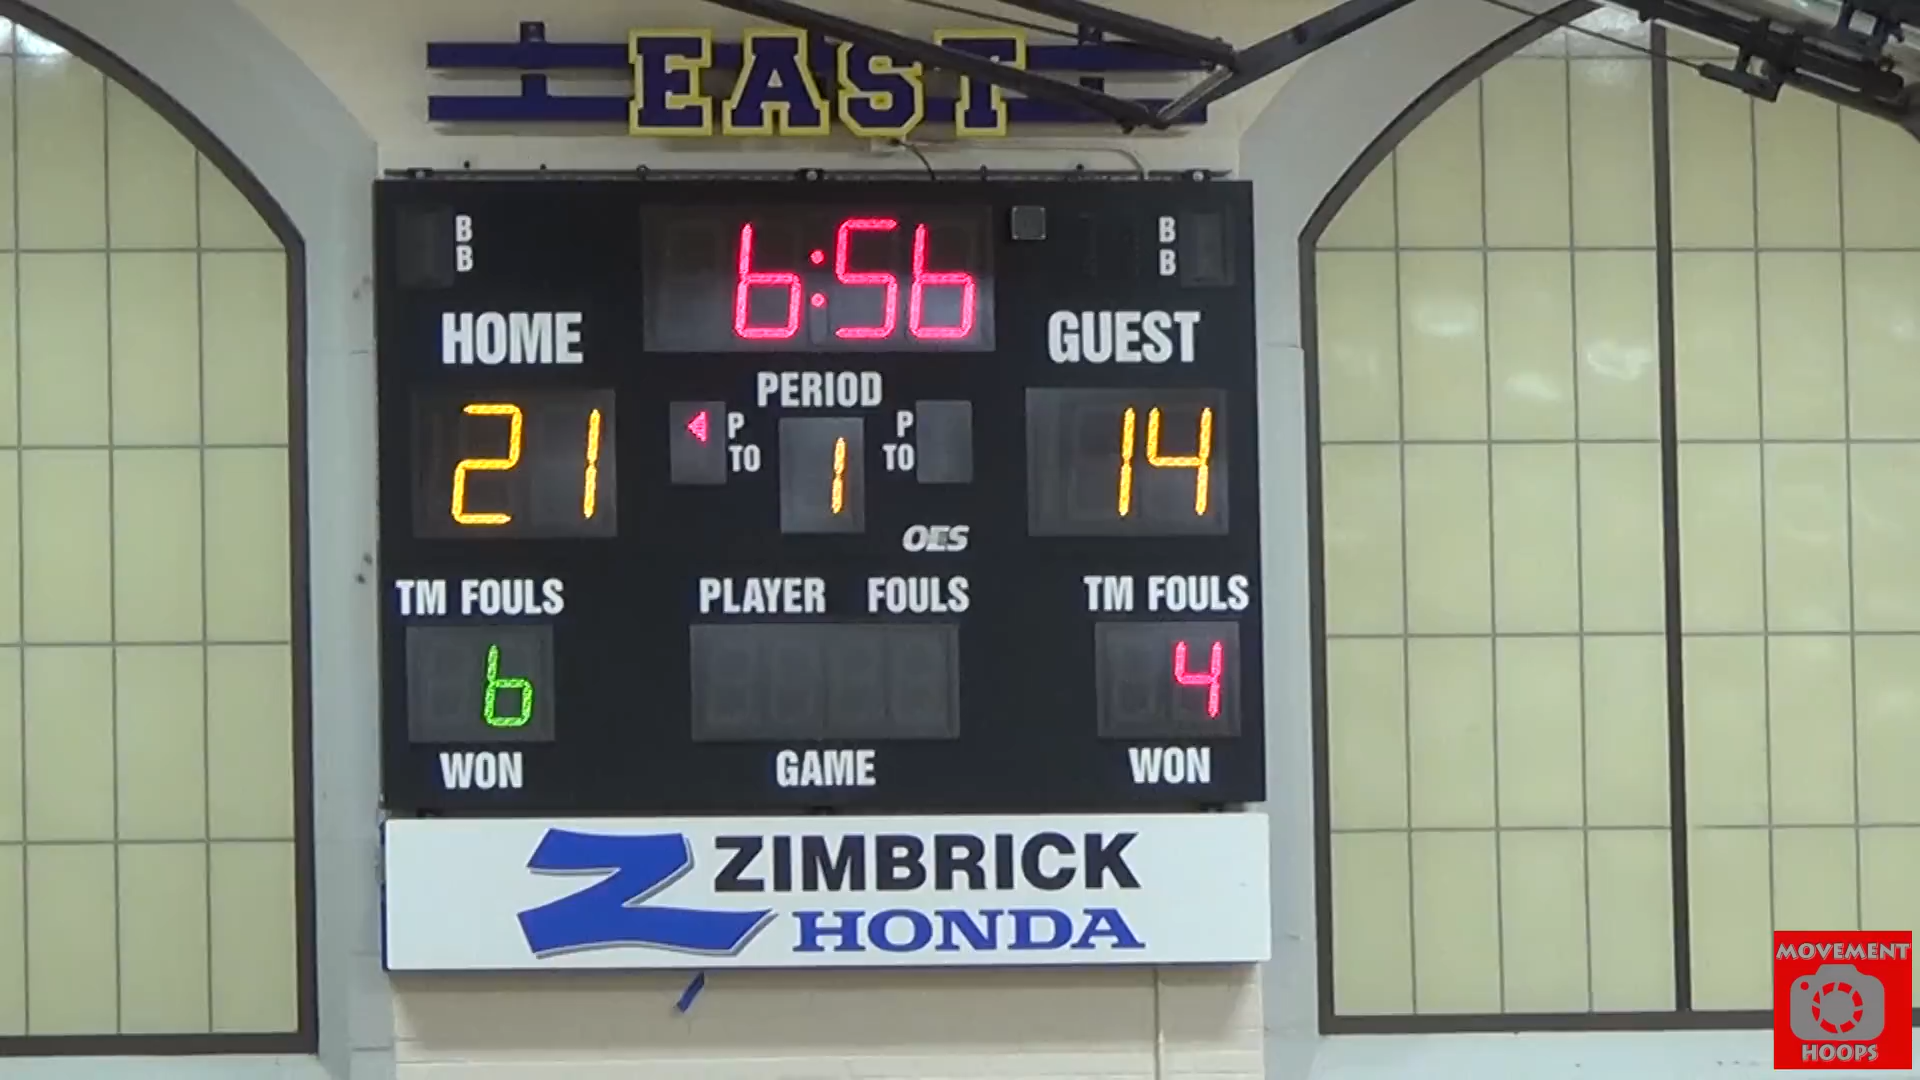 EAST
B B
6:56
B B
HOME
GUEST
PERIOD
21
P TO
1
P TO
14
OES
TM FOULS
PLAYER FOULS
TM FOULS
6
4
WON
GAME
WON
Z ZIMBRICK
HONDA
MOVEMENT
HOOPS